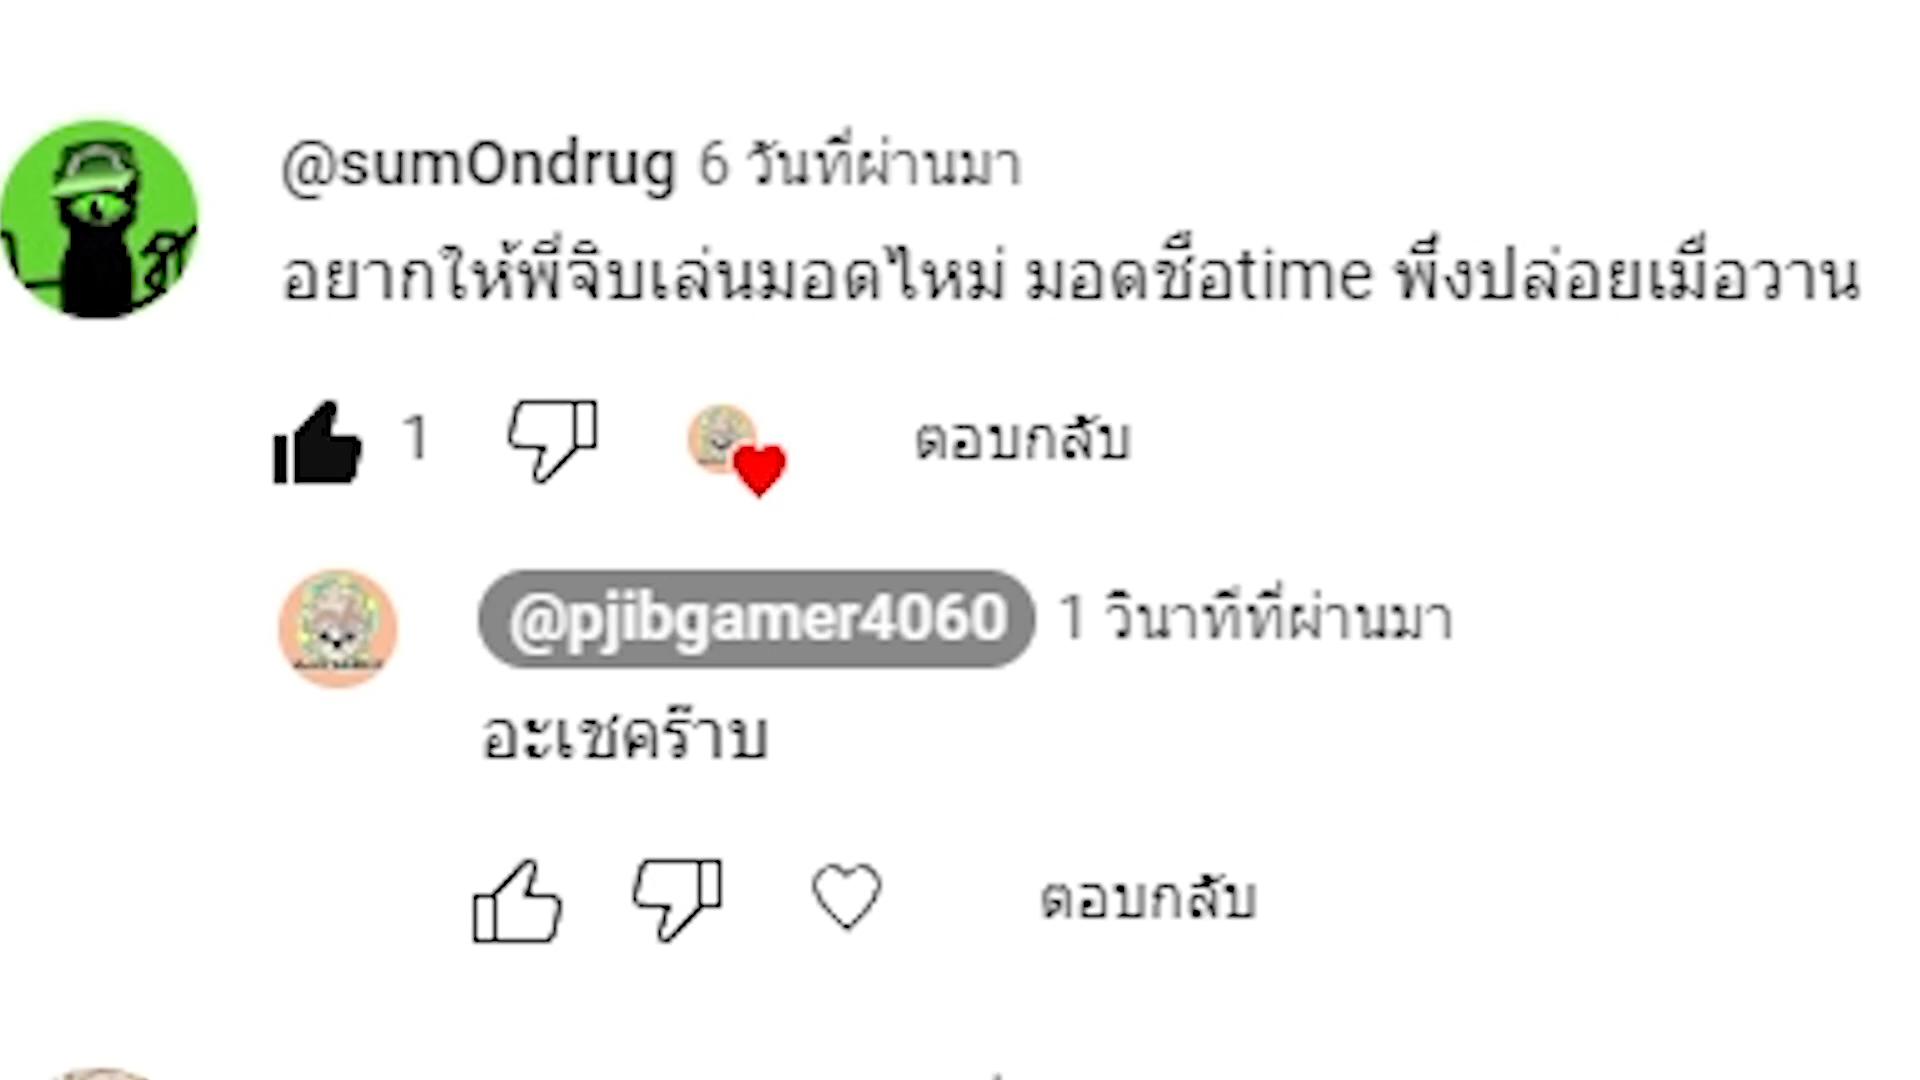 @sumOndrug 6 วันที่ผ่านมา
อยากให้พี่จิบเล่นมอดไหม่ มอดชื่อtime พึ่งปล่อยเมื่อวาน
1 ตอบกลับ
@pjibgamer4060 1 วินาทีที่ผ่านมา
อะเชคร๊าบ
ตอบกลับ